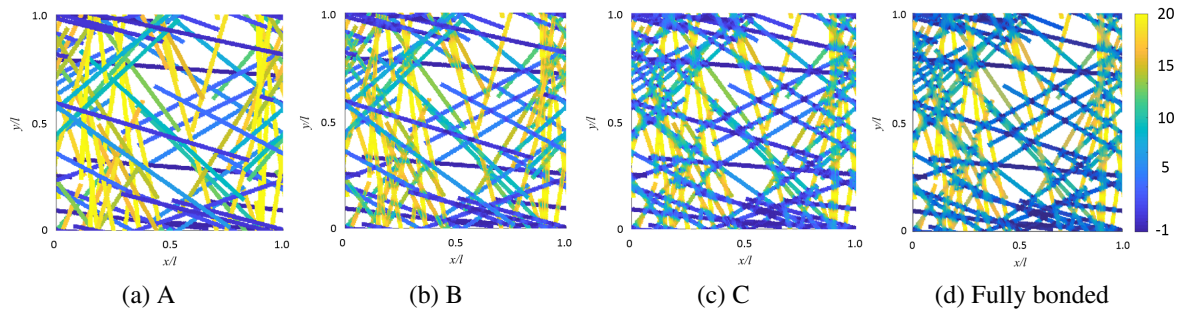 1.0 1.0 1.0 1.0 20
15
y/l 0.5 y/l 0.5 y/l 0.5 y/l 0.5 10
5
0 0 0 0 -1
0 0.5 1.0 0 0.5 1.0 0 0.5 1.0 0 0.5 1.0
x/l x/l x/l x/l
(a) A (b) B (c) C (d) Fully bonded